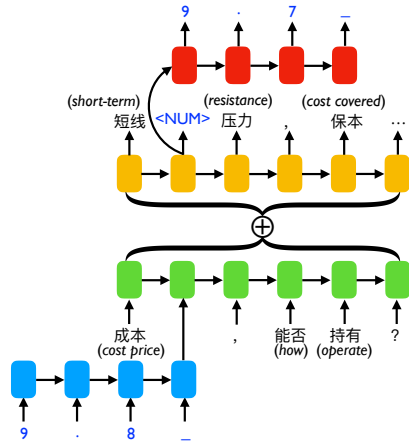 9 . 7 _
(short-term) (resistance) (cost covered)
短线 <NUM> 压力 , 保本 ...
+
成本 , 能否 持有 ?
(cost price) (how) (operate)
9 . 8 _